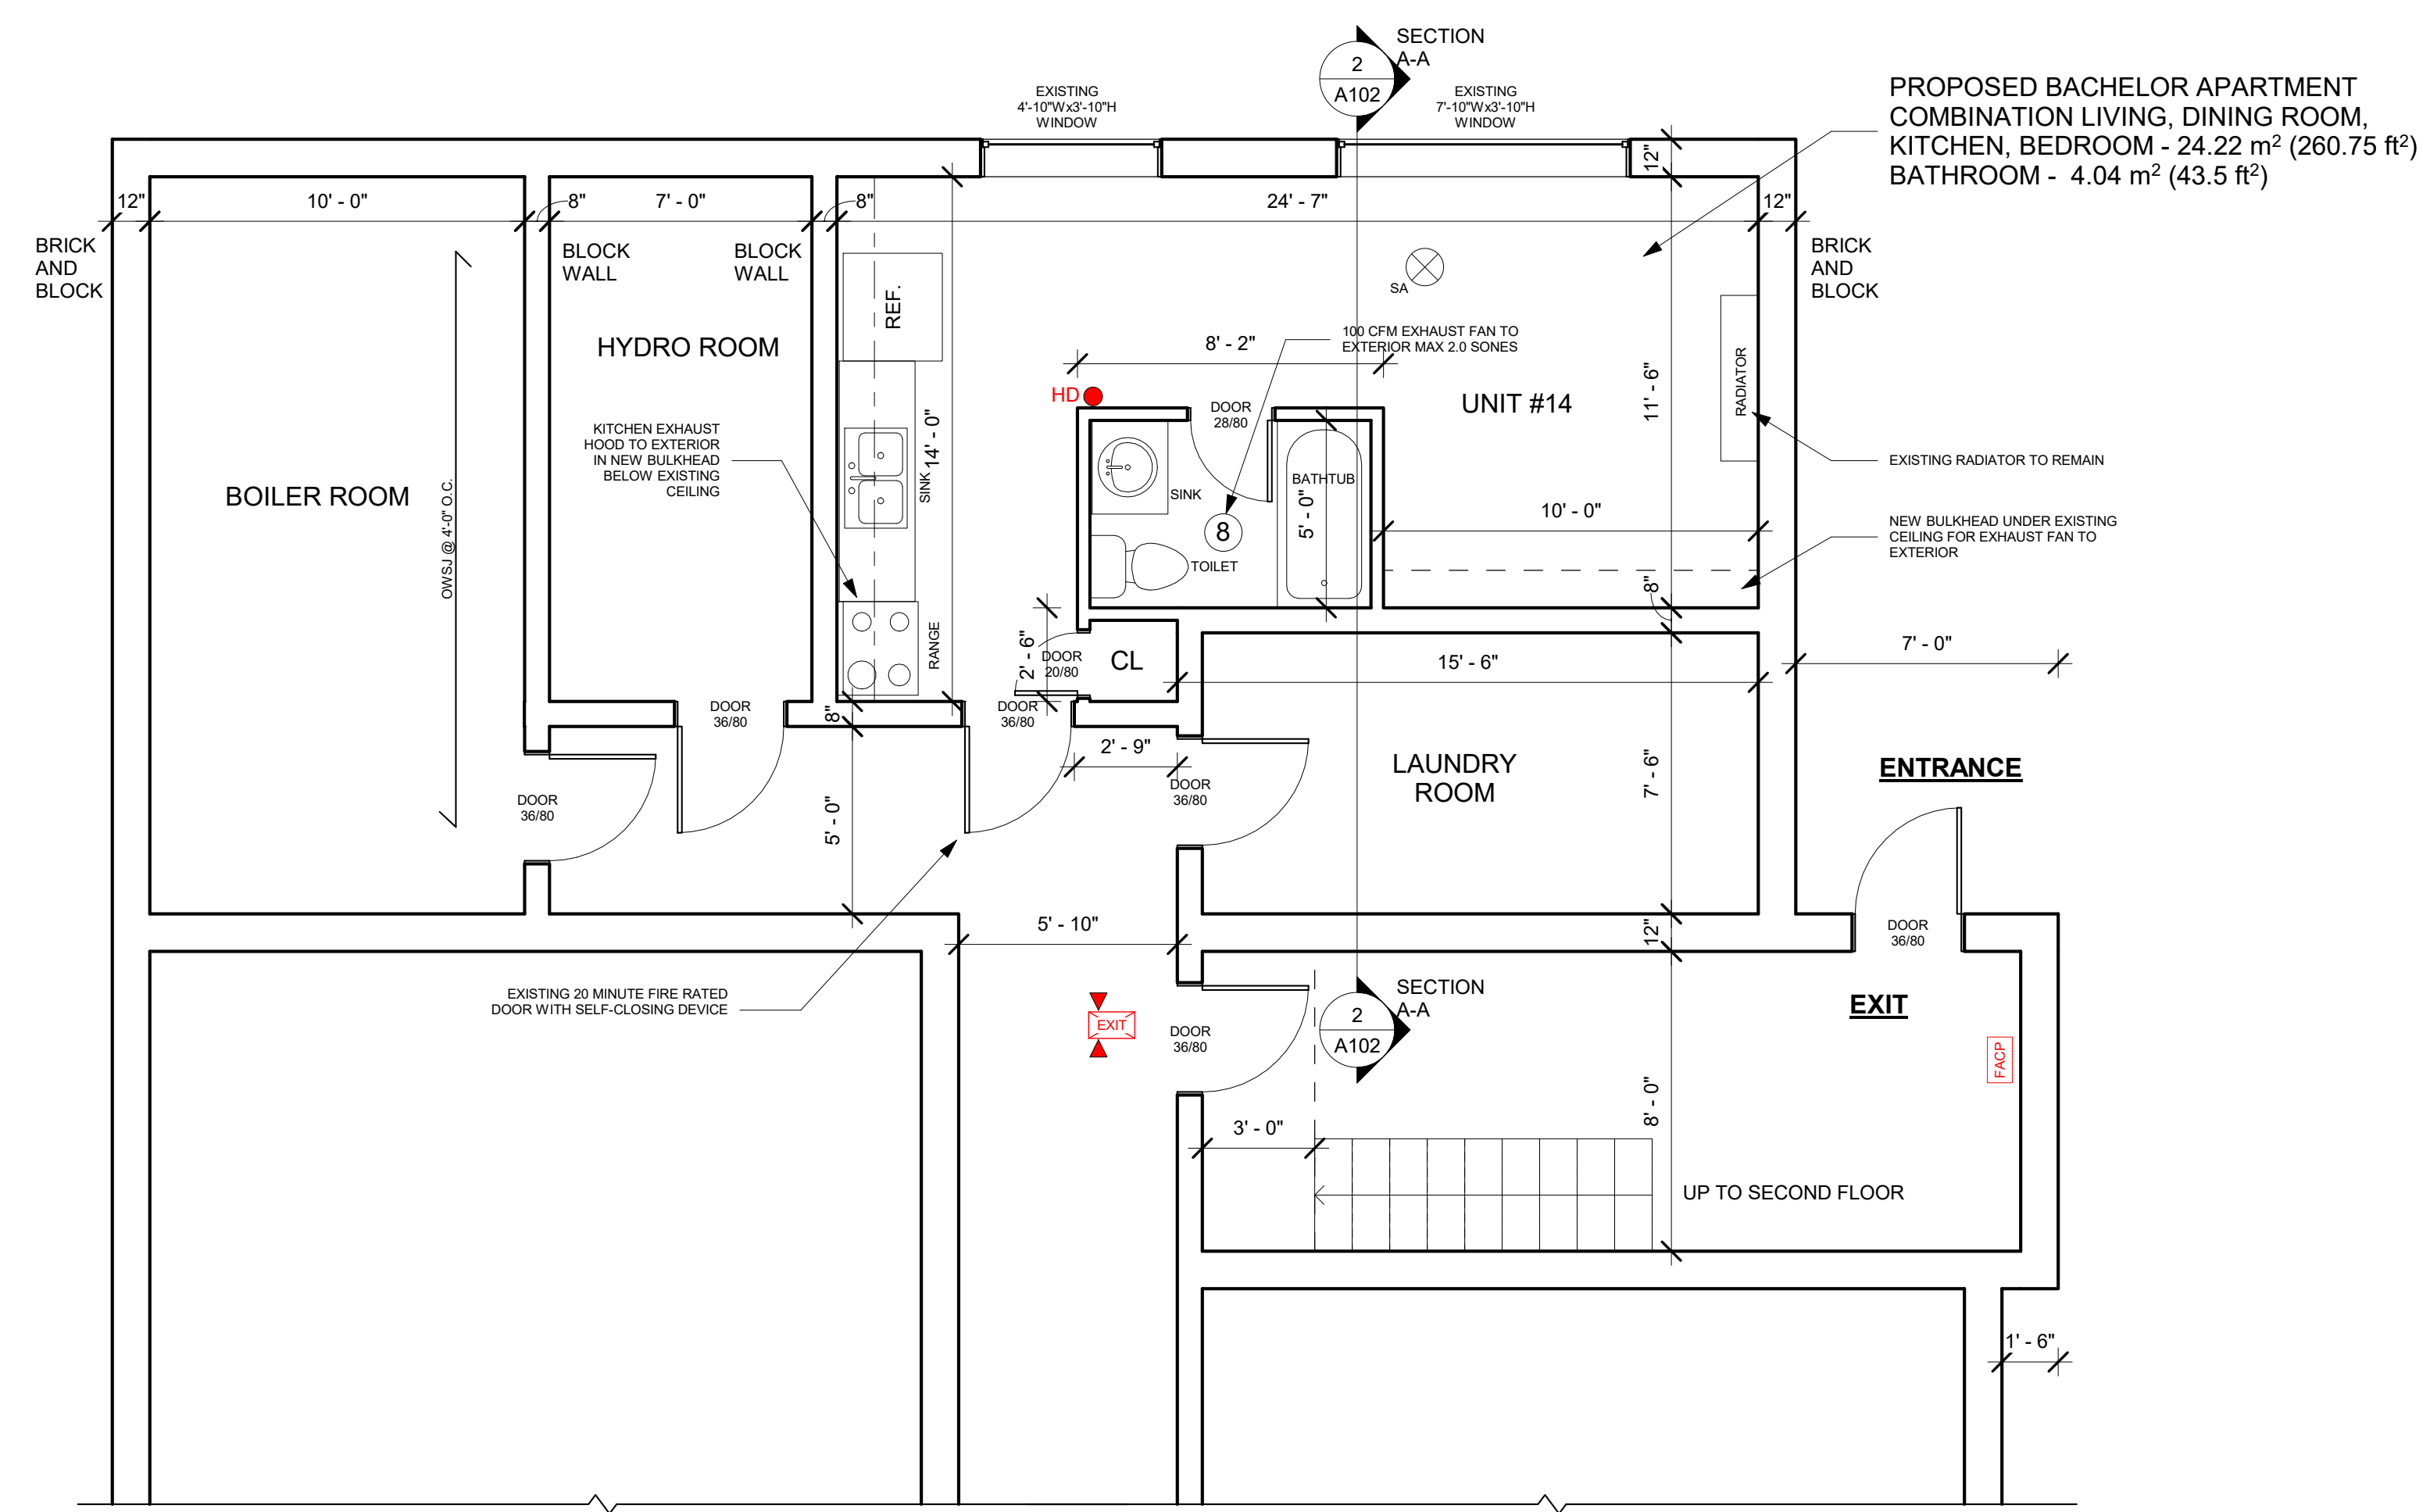 SECTION
A-A
2
A102
EXISTING
4'-10"Wx3'-10"H
WINDOW
EXISTING
7'-10"Wx3'-10"H
WINDOW
PROPOSED BACHELOR APARTMENT
COMBINATION LIVING, DINING ROOM,
KITCHEN, BEDROOM - 24.22 m² (260.75 ft²)
BATHROOM -  4.04 m² (43.5 ft²)
12"
12"
10' - 0"
8"
7' - 0"
8"
24' - 7"
12"
BRICK
AND
BLOCK
BLOCK
WALL
BLOCK
WALL
BRICK
AND
BLOCK
SA
REF.
HYDRO ROOM
8' - 2"
100 CFM EXHAUST FAN TO
EXTERIOR MAX 2.0 SONES
HD
DOOR
28/80
UNIT #14
11' - 6"
RADIATOR
KITCHEN EXHAUST
HOOD TO EXTERIOR
IN NEW BULKHEAD
BELOW EXISTING
CEILING
14' - 0"
SINK
SINK
BATHTUB
5' - 0"
8
TOILET
10' - 0"
EXISTING RADIATOR TO REMAIN
BOILER ROOM
OWSJ @ 4'-0" O.C.
NEW BULKHEAD UNDER EXISTING
CEILING FOR EXHAUST FAN TO
EXTERIOR
8"
RANGE
2' - 6"
DOOR
20/80
CL
15' - 6"
7' - 0"
DOOR
36/80
8"
DOOR
36/80
2' - 9"
DOOR
36/80
LAUNDRY
ROOM
7' - 6"
ENTRANCE
DOOR
36/80
5' - 0"
5' - 10"
12"
DOOR
36/80
EXISTING 20 MINUTE FIRE RATED
DOOR WITH SELF-CLOSING DEVICE
EXIT
DOOR
36/80
SECTION
A-A
2
A102
EXIT
FACP
8' - 0"
3' - 0"
UP TO SECOND FLOOR
1' - 6"